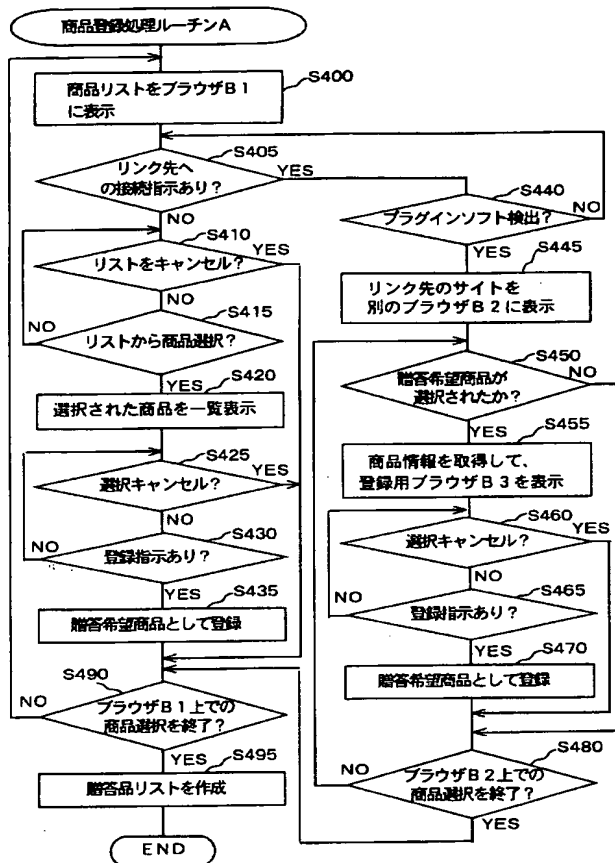 商品登録処理ルーチンA
S400
商品リストをブラウザB1
に表示
S405
リンク先へ
の接続指示あり?
YES
NO
S410
リストをキャンセル?
YES
NO
S415
リストから商品選択?
NO
YES
S420
選択された商品を一覧表示
S425
選択キャンセル?
YES
NO
S430
登録指示あり?
NO
YES
S435
贈答希望商品として登録
S490
ブラウザB1上での
商品選択を終了?
NO
YES
S495
贈答品リストを作成
END
S440
プラグインソフト検出?
NO
YES
S445
リンク先のサイトを
別のブラウザB2に表示
S450
贈答希望商品が
選択されたか?
NO
YES
S455
商品情報を取得して、
登録用ブラウザB3を表示
S460
選択キャンセル?
YES
NO
S465
登録指示あり?
NO
YES
S470
贈答希望商品として登録
S480
ブラウザB2上での
商品選択を終了?
NO
YES